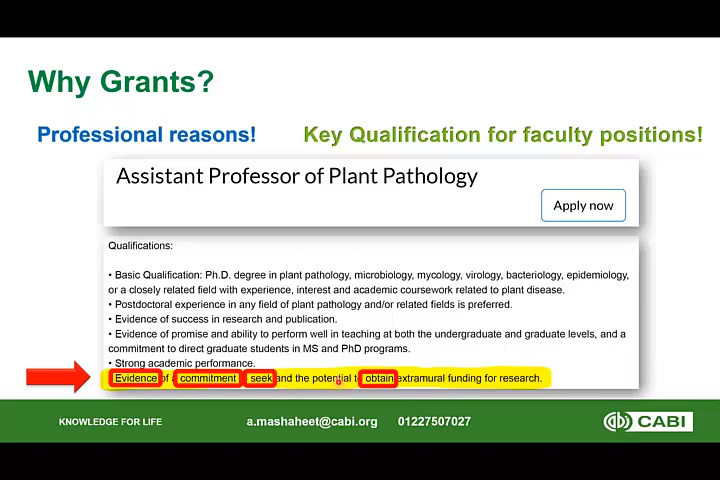 Why Grants?
Professional reasons!
Key Qualification for faculty positions!
Assistant Professor of Plant Pathology
Apply now
Qualifications:
• Basic Qualification: Ph.D. degree in plant pathology, microbiology, mycology, virology, bacteriology, epidemiology,
or a closely related field with experience, interest and academic coursework related to plant disease.
• Postdoctoral experience in any field of plant pathology and/or related fields is preferred.
• Evidence of success in research and publication.
• Evidence of promise and ability to perform well in teaching at both the undergraduate and graduate levels, and a
commitment to direct graduate students in MS and PhD programs.
• Strong academic performance.
Evidence of a commitment seek and the potential to obtain extramural funding for research.
KNOWLEDGE FOR LIFE
a.mashaheet@cabi.org
01227507027
CABI